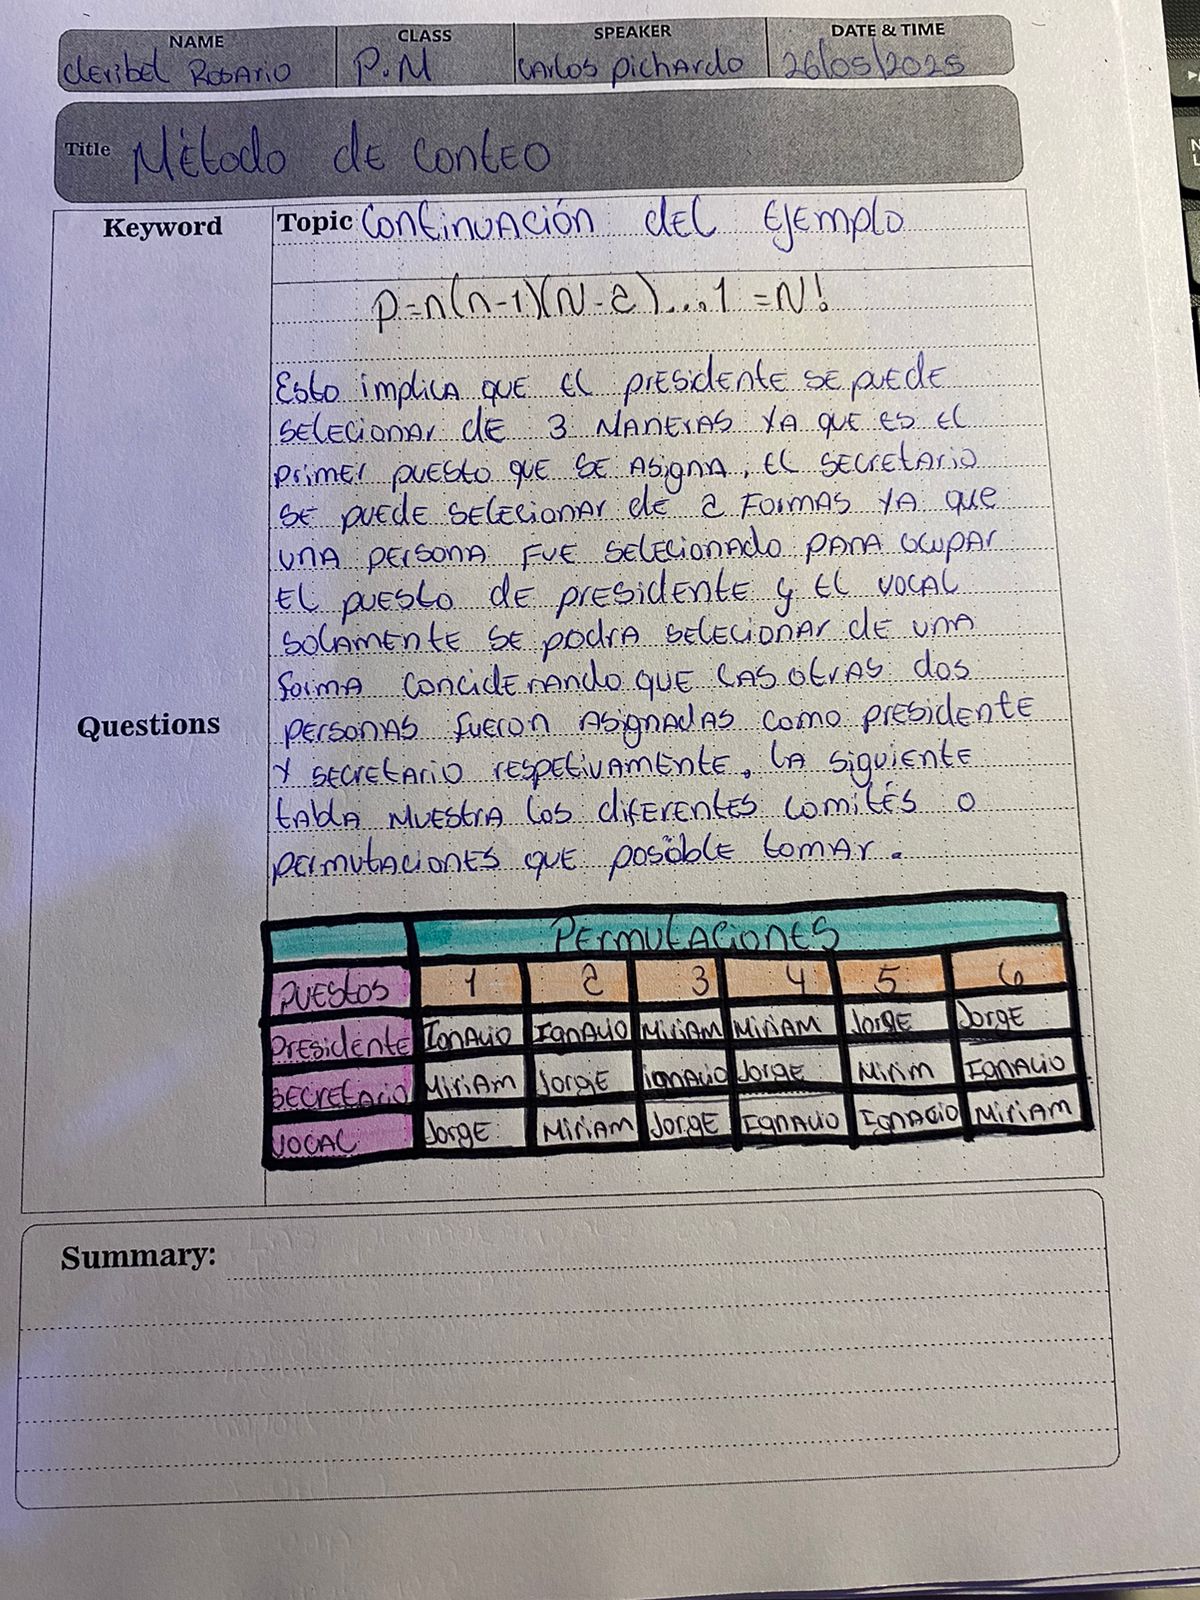 NAME CLASS SPEAKER DATE & TIME
Cleribel Rosario P.M Carlos Pichardo 26/05/2025
Title Método de conteo
Keyword Topic Continuación del Ejemplo
P=n(n-1)(N-2)...1=N!
Esto implica que el presidente se puede
selecionar de 3 maneras ya que es el
primer puesto que se asigna, el secretario
se puede selecionar de 2 formas ya que
una persona fue selecionado para ocupar
el puesto de presidente y el vocal
solamente se podra selecionar de una
forma conciderando que las otras dos
Questions personas fueron asignadas como presidente
y secretario respetivamente. La siguiente
tabla muestra los diferentes comités o
permutaciones que posible tomar.
Permutaciones
Puestos 1 2 3 4 5 6
Presidente Ignacio Ignacio Miriam Miriam Jorge Jorge
Secretario Miriam Jorge ignacio Jorge Mirim Ignacio
Vocal Jorge Miriam Jorge Ignacio Ignacio Miriam
Summary: